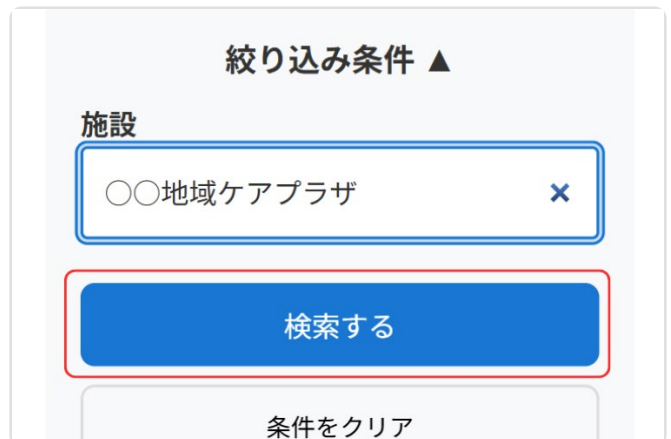 絞り込み条件 ▲
施設
○○地域ケアプラザ ×
検索する
条件をクリア